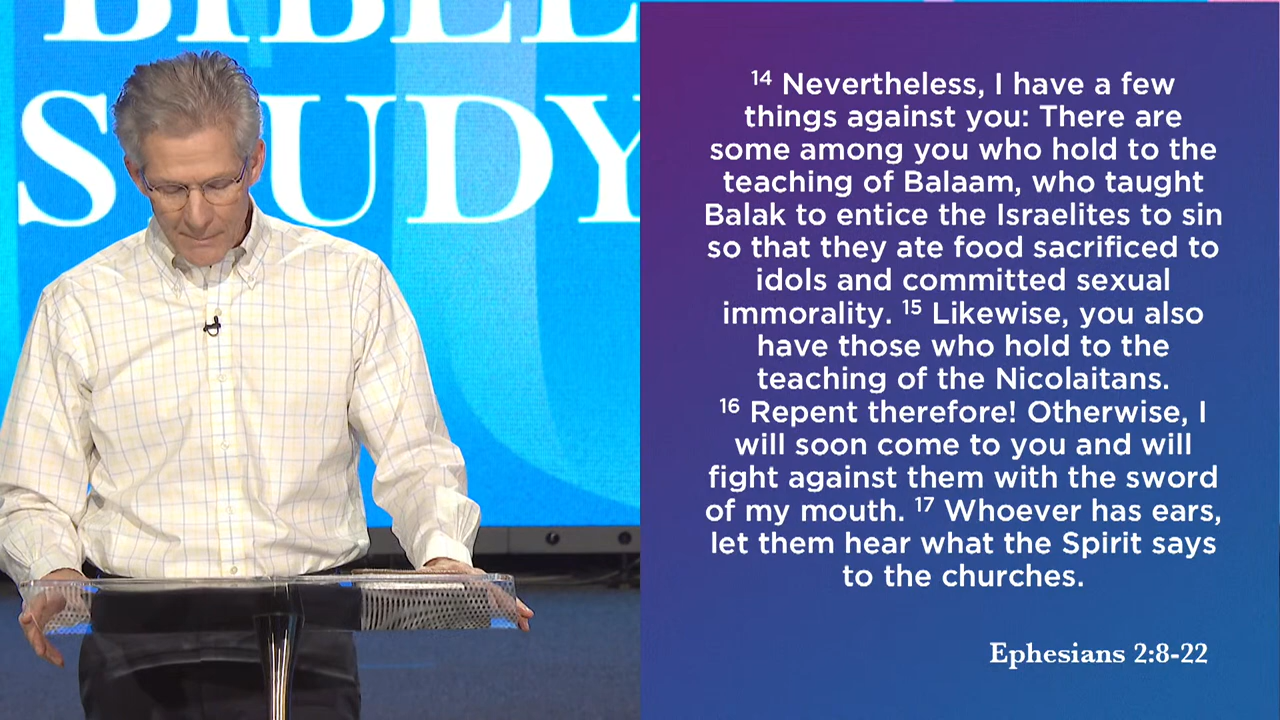 BIBLE
STUDY
14 Nevertheless, I have a few
things against you: There are
some among you who hold to the
teaching of Balaam, who taught
Balak to entice the Israelites to sin
so that they ate food sacrificed to
idols and committed sexual
immorality. 15 Likewise, you also
have those who hold to the
teaching of the Nicolaitans.
16 Repent therefore! Otherwise, I
will soon come to you and will
fight against them with the sword
of my mouth. 17 Whoever has ears,
let them hear what the Spirit says
to the churches.
Ephesians 2:8-22